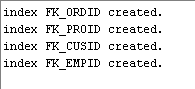 index FK_ORDID created.
index FK_PROID created.
index FK_CUSID created.
index FK_EMPID created.